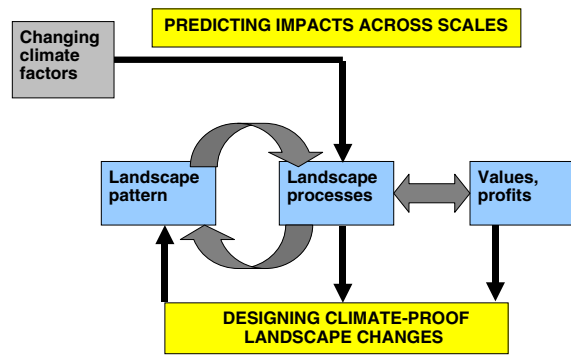 PREDICTING IMPACTS ACROSS SCALES
Changing
climate
factors
Landscape
pattern
Landscape
processes
Values,
profits
DESIGNING CLIMATE-PROOF
LANDSCAPE CHANGES